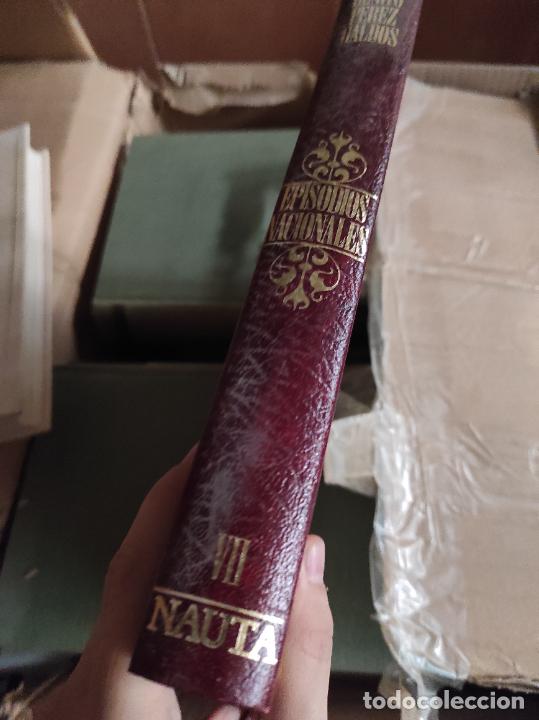 PEREZ
GALDOS
EPISODIOS
NACIONALES
VII
NAUTA
todocoleccion